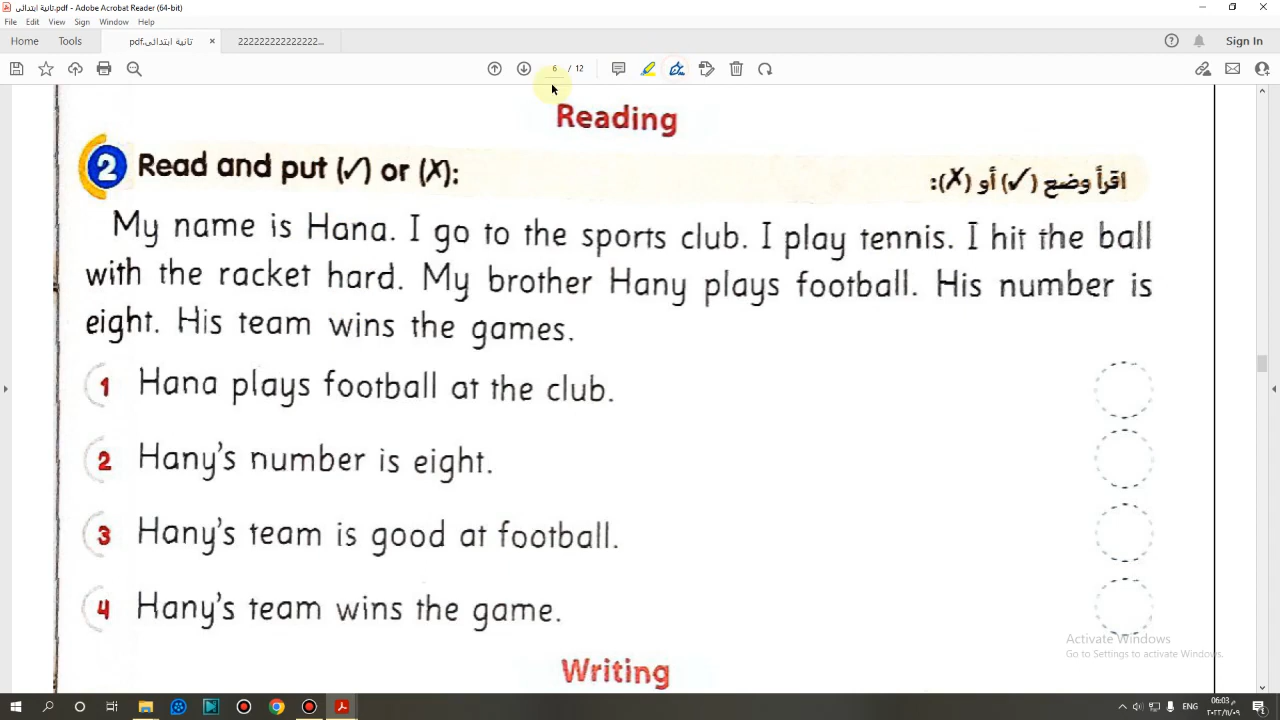 تانية ابتدائى.pdf - Adobe Acrobat Reader (64-bit)
File Edit View Sign Window Help
Home Tools تانية ابتدائى.pdf × 222222222222222... Sign In
6 / 12
Reading
2 Read and put (✓) or (✗):
اقرأ وضع (✓) أو (✗):
My name is Hana. I go to the sports club. I play tennis. I hit the ball
with the racket hard. My brother Hany plays football. His number is
eight. His team wins the games.
1 Hana plays football at the club.
2 Hany's number is eight.
3 Hany's team is good at football.
4 Hany's team wins the game.
Activate Windows
Go to Settings to activate Windows.
Writing
ENG 06:03 م